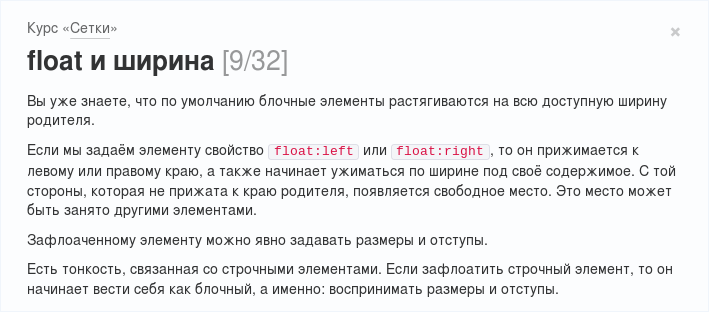 Курс «Сетки»
×
float и ширина [9/32]
Вы уже знаете, что по умолчанию блочные элементы растягиваются на всю доступную ширину
родителя.
Если мы задаём элементу свойство float:left или float:right, то он прижимается к
левому или правому краю, а также начинает ужиматься по ширине под своё содержимое. С той
стороны, которая не прижата к краю родителя, появляется свободное место. Это место может
быть занято другими элементами.
Зафлоаченному элементу можно явно задавать размеры и отступы.
Есть тонкость, связанная со строчными элементами. Если зафлоатить строчный элемент, то он
начинает вести себя как блочный, а именно: воспринимать размеры и отступы.